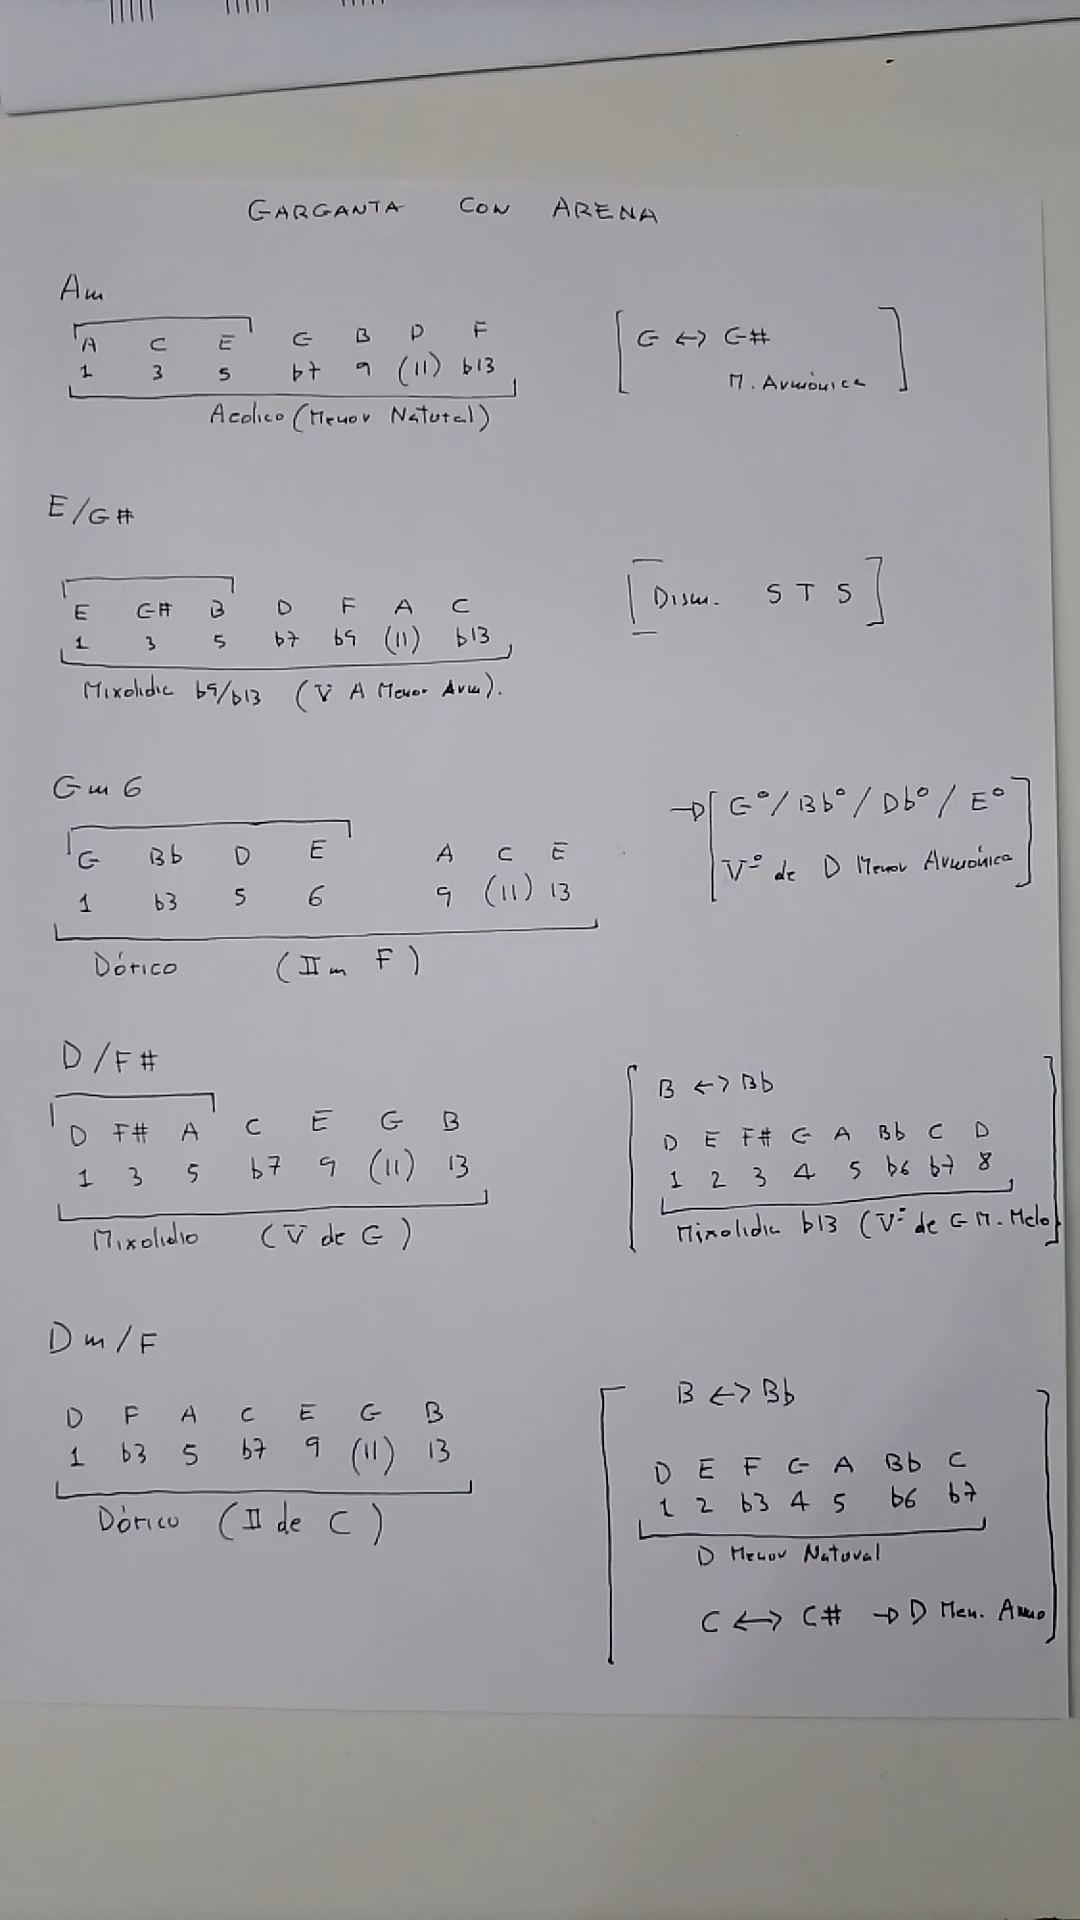 GARGANTA CON ARENA
Am
A C E G B D F
1 3 5 b7 9 (11) b13
Aeolico (Menor Natural)
[G <-> G#
M. Armónica]
E/G#
E G# B D F A C
1 3 5 b7 b9 (11) b13
Mixolidio b9/b13 (V A Menor Arm).
[Dism. S T S]
Gm6
G Bb D E A C E
1 b3 5 6 9 (11) 13
Dórico (IIm F)
→[G°/Bb°/Db°/E°
Vº de D Menor Armónica]
D/F#
D F# A C E G B
1 3 5 b7 9 (11) 13
Mixolidio (V de G)
[B <-> Bb
D E F# G A Bb C D
1 2 3 4 5 b6 b7 8
Mixolidio b13 (Vº de G M. Melo]
Dm/F
D F A C E G B
1 b3 5 b7 9 (11) 13
Dórico (II de C)
[B <-> Bb
D E F G A Bb C
1 2 b3 4 5 b6 b7
D Menor Natural
C <-> C# → D Men. Armo]